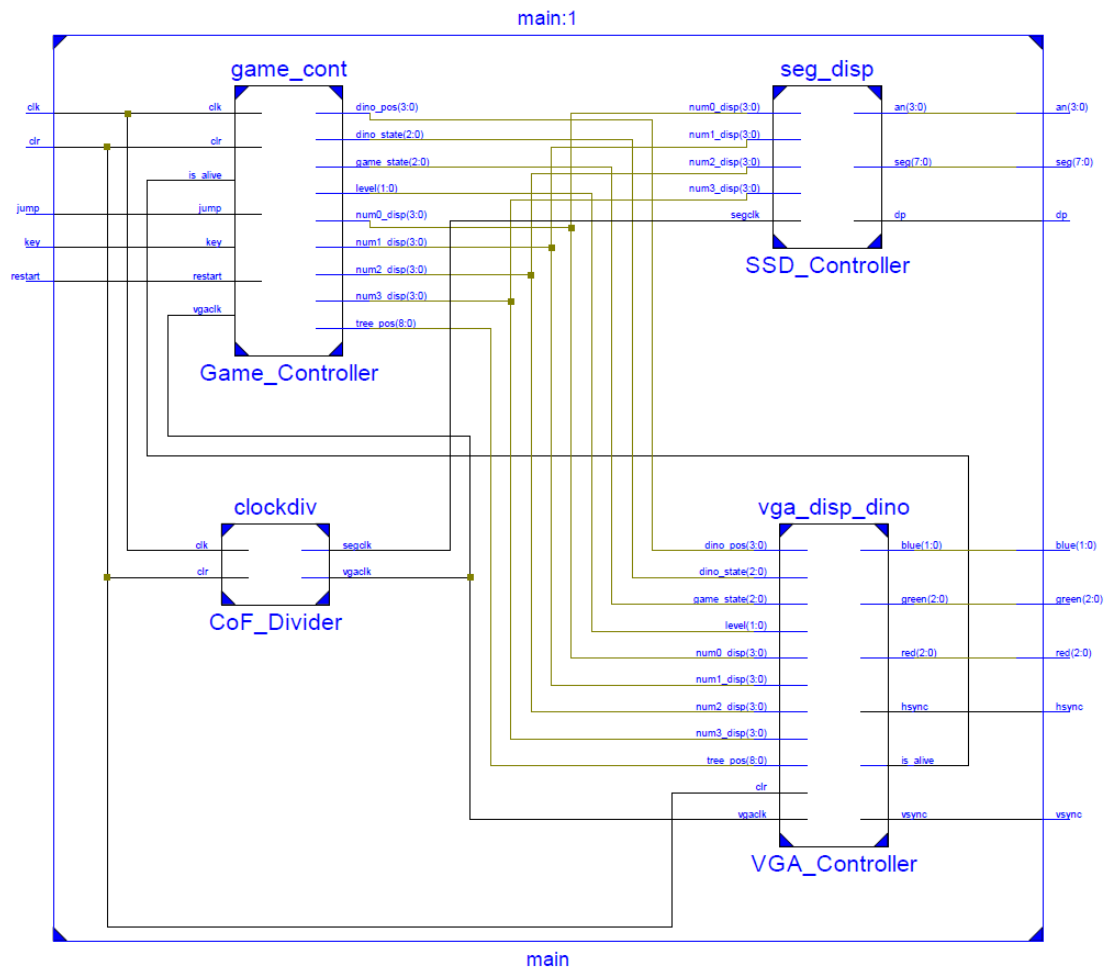 main:1
game_cont
clk
clr
jump
key
restart
clk
clr
is_alive
jump
key
restart
vgaclk
dino_pos(3:0)
dino_state(2:0)
game_state(2:0)
level(1:0)
num0_disp(3:0)
num1_disp(3:0)
num2_disp(3:0)
num3_disp(3:0)
tree_pos(8:0)
Game_Controller
seg_disp
num0_disp(3:0)
num1_disp(3:0)
num2_disp(3:0)
num3_disp(3:0)
segclk
an(3:0)
seg(7:0)
dp
an(3:0)
seg(7:0)
dp
SSD_Controller
clockdiv
clk
clr
segclk
vgaclk
CoF_Divider
vga_disp_dino
dino_pos(3:0)
dino_state(2:0)
game_state(2:0)
level(1:0)
num0_disp(3:0)
num1_disp(3:0)
num2_disp(3:0)
num3_disp(3:0)
tree_pos(8:0)
clr
vgaclk
blue(1:0)
green(2:0)
red(2:0)
hsync
is_alive
vsync
blue(1:0)
green(2:0)
red(2:0)
hsync
vsync
VGA_Controller
main